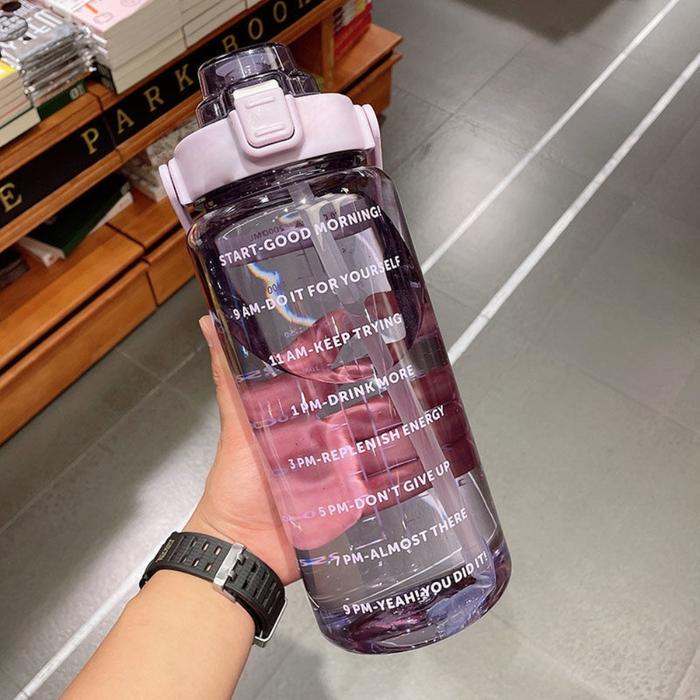 E PARK BOO
START-GOOD MORNING!
9 AM-DO IT FOR YOURSELF
11 AM-KEEP TRYING
1 PM-DRINK MORE
3 PM-REPLENISH ENERGY
5 PM-DON'T GIVE UP
7 PM-ALMOST THERE
9 PM-YEAH! YOU DID IT!